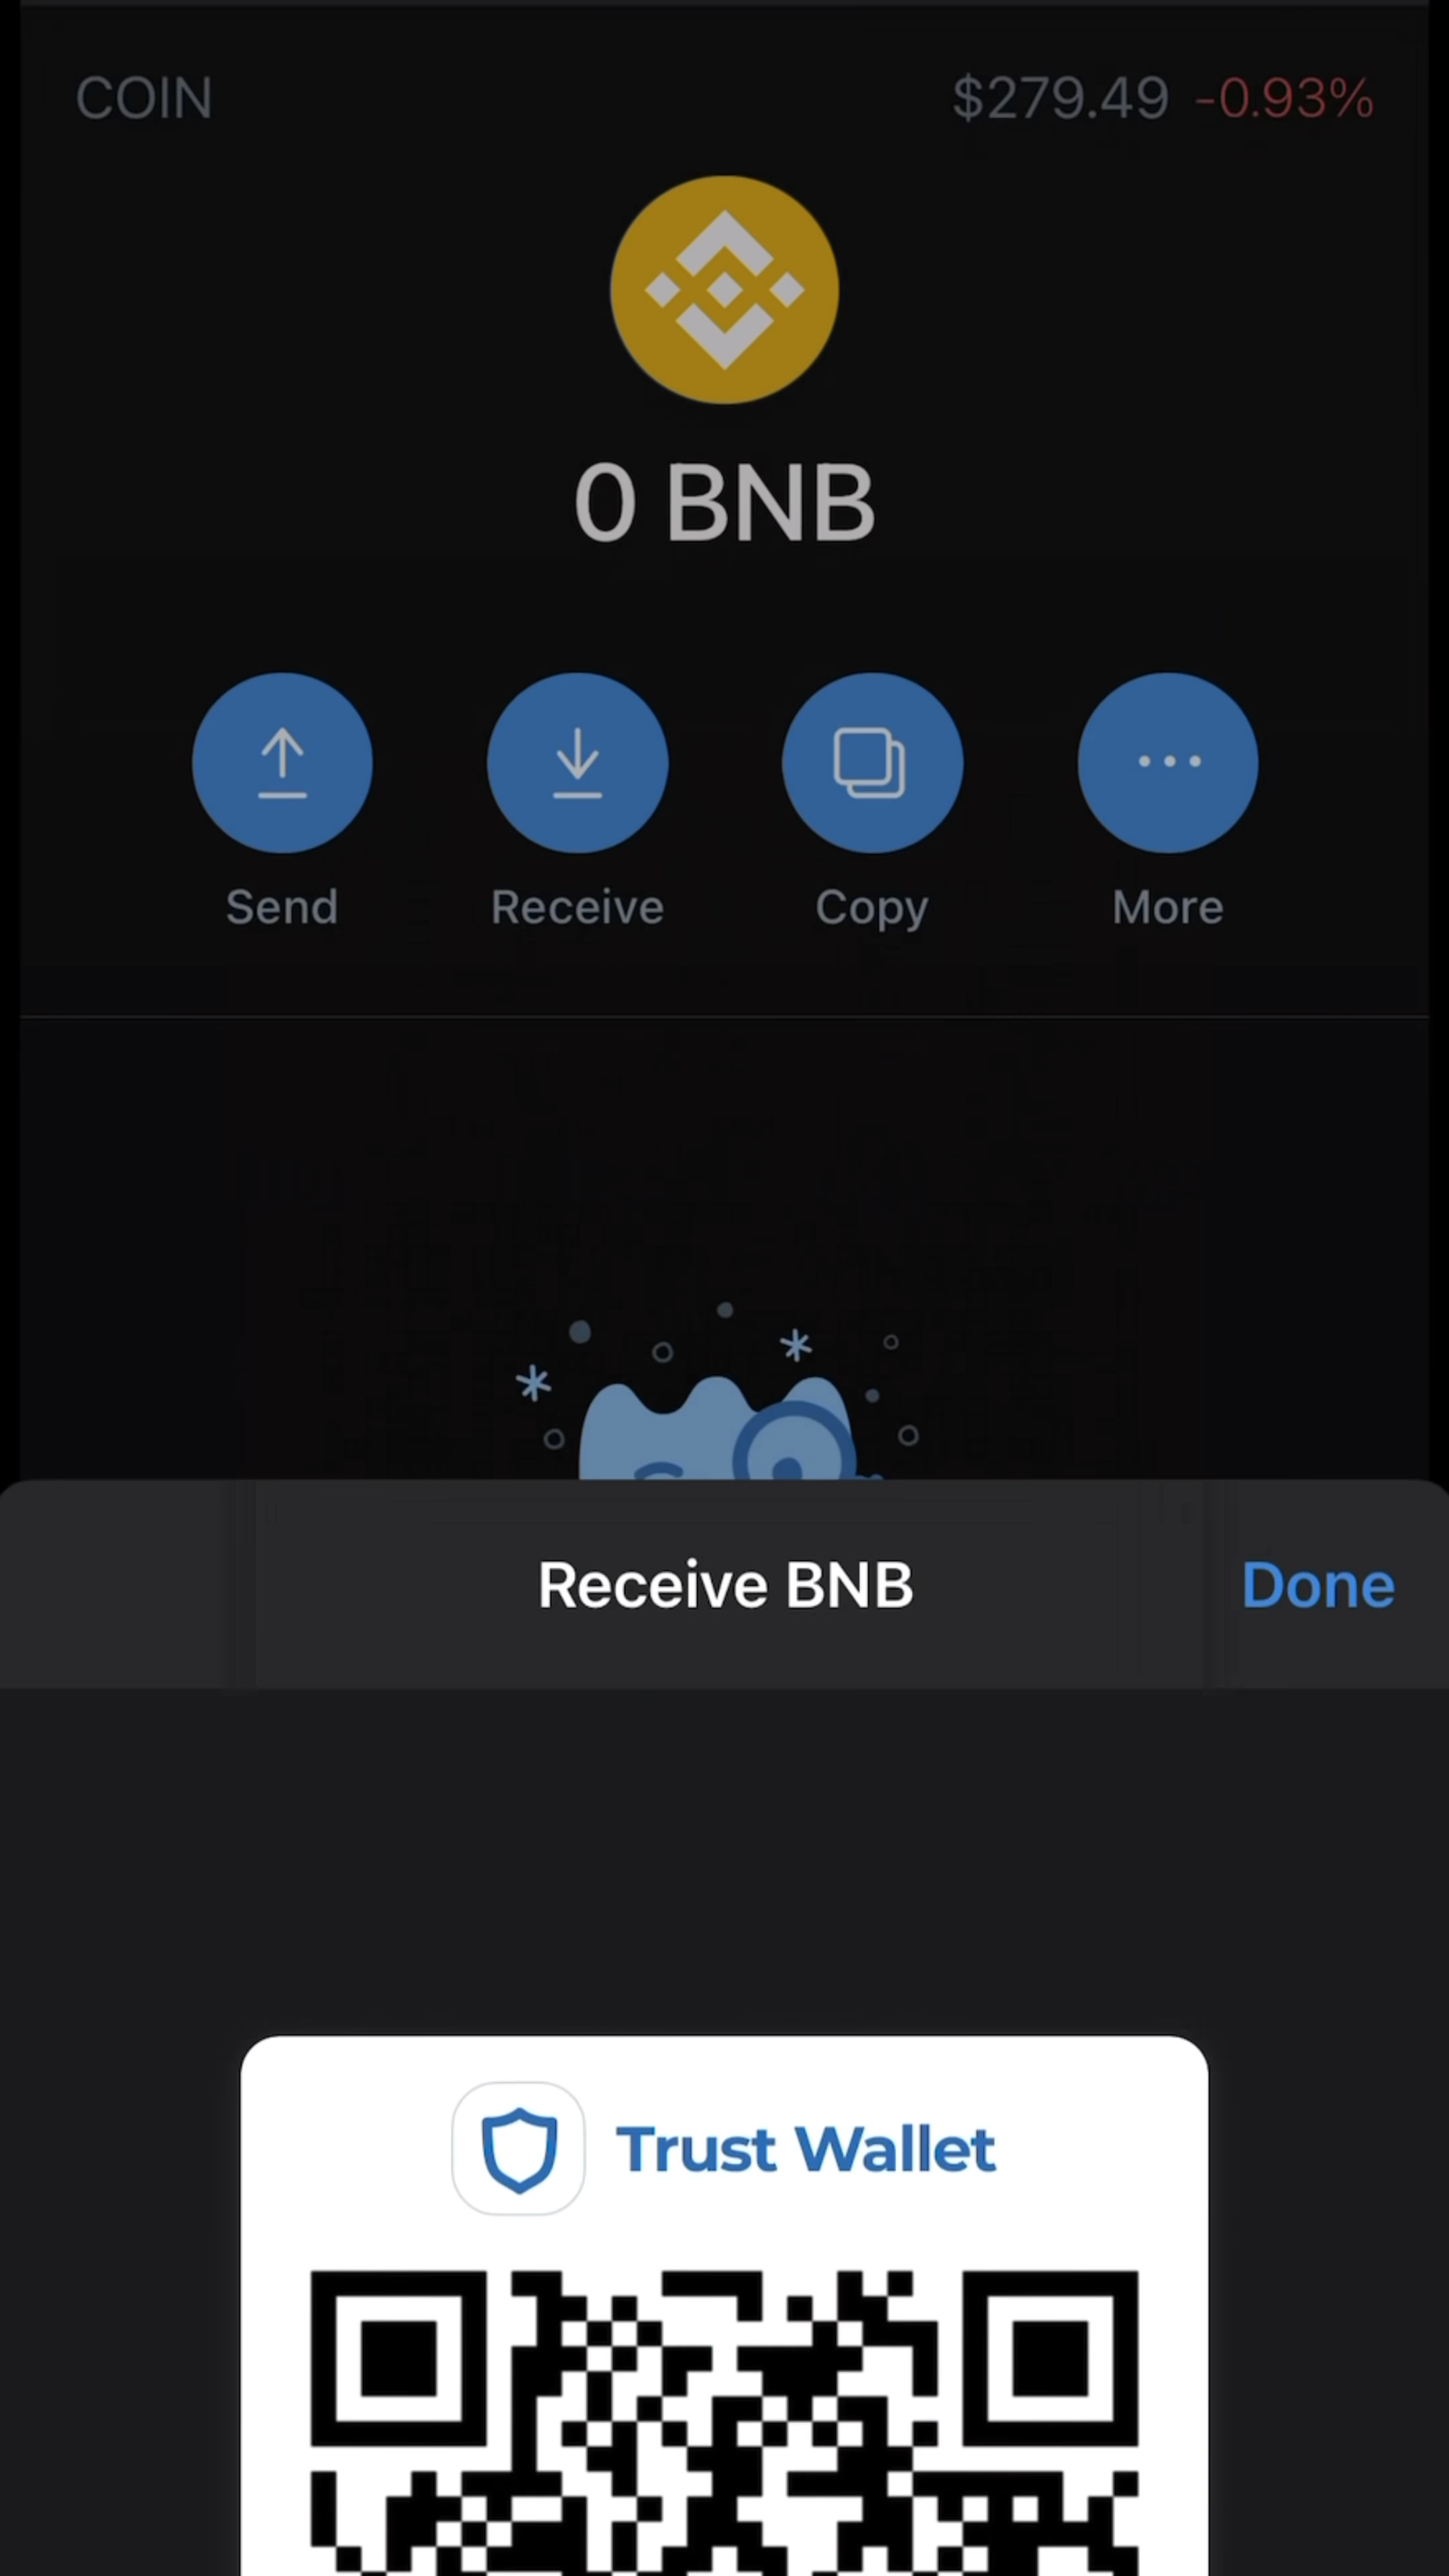 COIN $279.49 -0.93%
0 BNB
Send Receive Copy More
Receive BNB Done
Trust Wallet